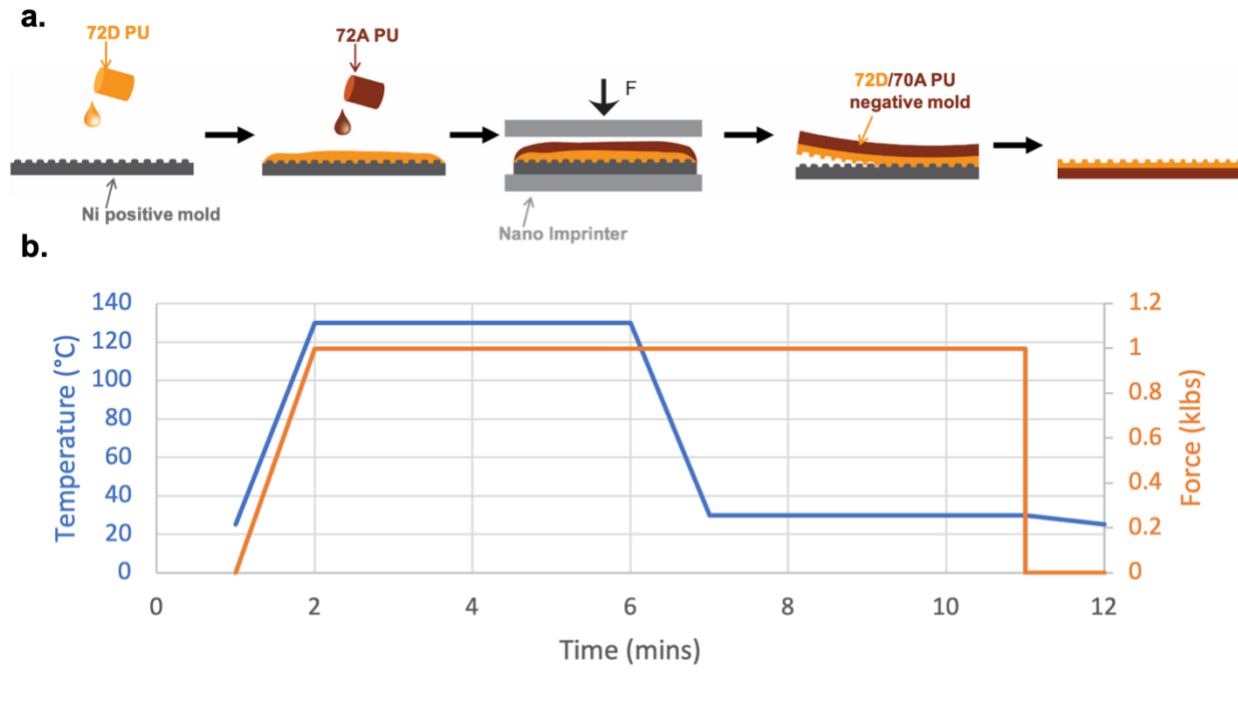 a.
72D PU
72A PU
F
72D/70A PU
negative mold
Ni positive mold
Nano Imprinter
b.
Temperature (°C)
140
120
100
80
60
40
20
0
1.2
1
0.8
0.6
0.4
0.2
0
Force (klbs)
0
2
4
6
8
10
12
Time (mins)